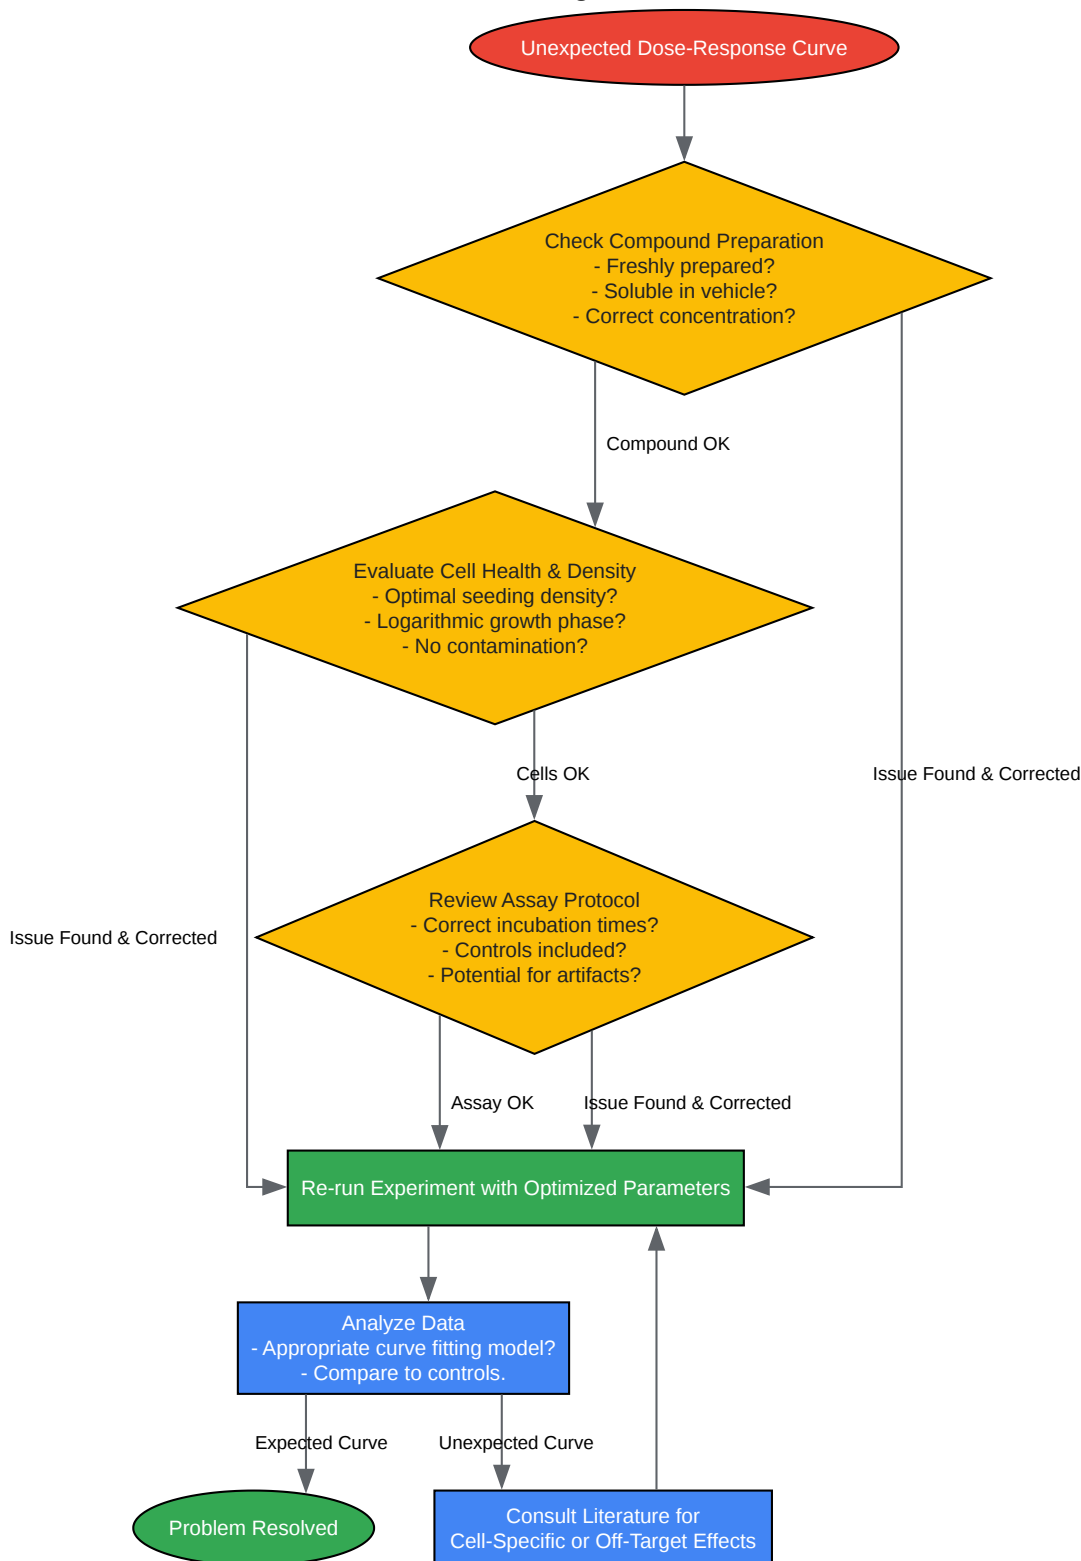 Unexpected Dose-Response Curve
Check Compound Preparation
- Freshly prepared?
- Soluble in vehicle?
- Correct concentration?
Compound OK
Evaluate Cell Health & Density
- Optimal seeding density?
- Logarithmic growth phase?
- No contamination?
Cells OK
Issue Found & Corrected
Review Assay Protocol
- Correct incubation times?
- Controls included?
- Potential for artifacts?
Issue Found & Corrected
Assay OK
Issue Found & Corrected
Re-run Experiment with Optimized Parameters
Analyze Data
- Appropriate curve fitting model?
- Compare to controls.
Expected Curve
Unexpected Curve
Problem Resolved
Consult Literature for
Cell-Specific or Off-Target Effects